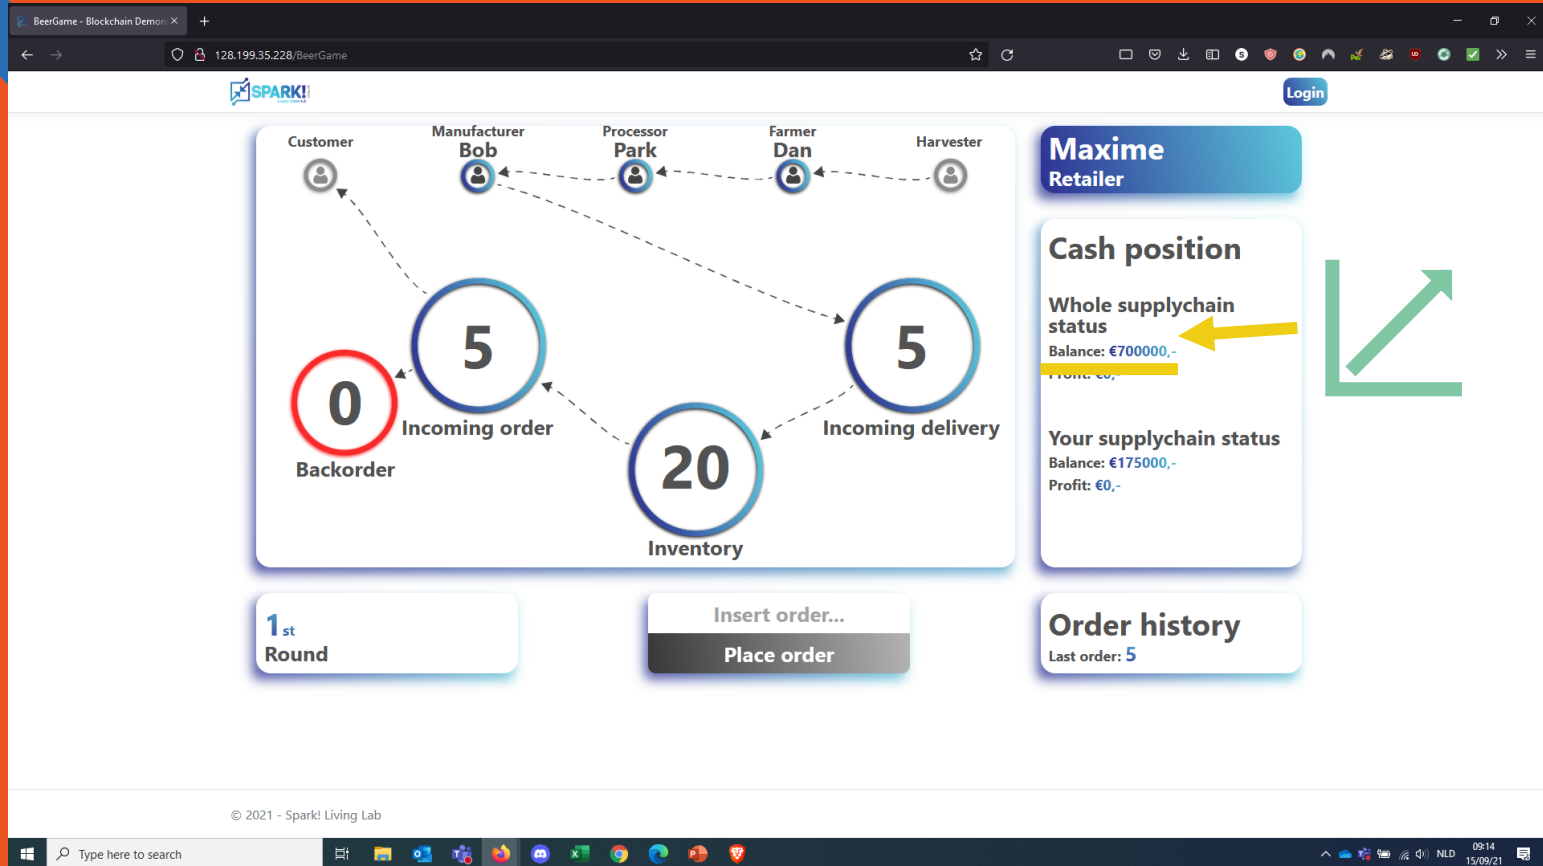 BeerGame - Blockchain Demon
128.199.35.228/BeerGame
SPARK!
Login
Customer
Manufacturer
Bob
Processor
Park
Farmer
Dan
Harvester
Maxime
Retailer
5
Incoming order
0
Backorder
20
Inventory
5
Incoming delivery
Cash position
Whole supplychain
status
Balance: €700000,-
Profit: €0,-
Your supplychain status
Balance: €175000,-
Profit: €0,-
1st
Round
Insert order...
Place order
Order history
Last order: 5
© 2021 - Spark! Living Lab
Type here to search
NLD
09:14
15/09/21